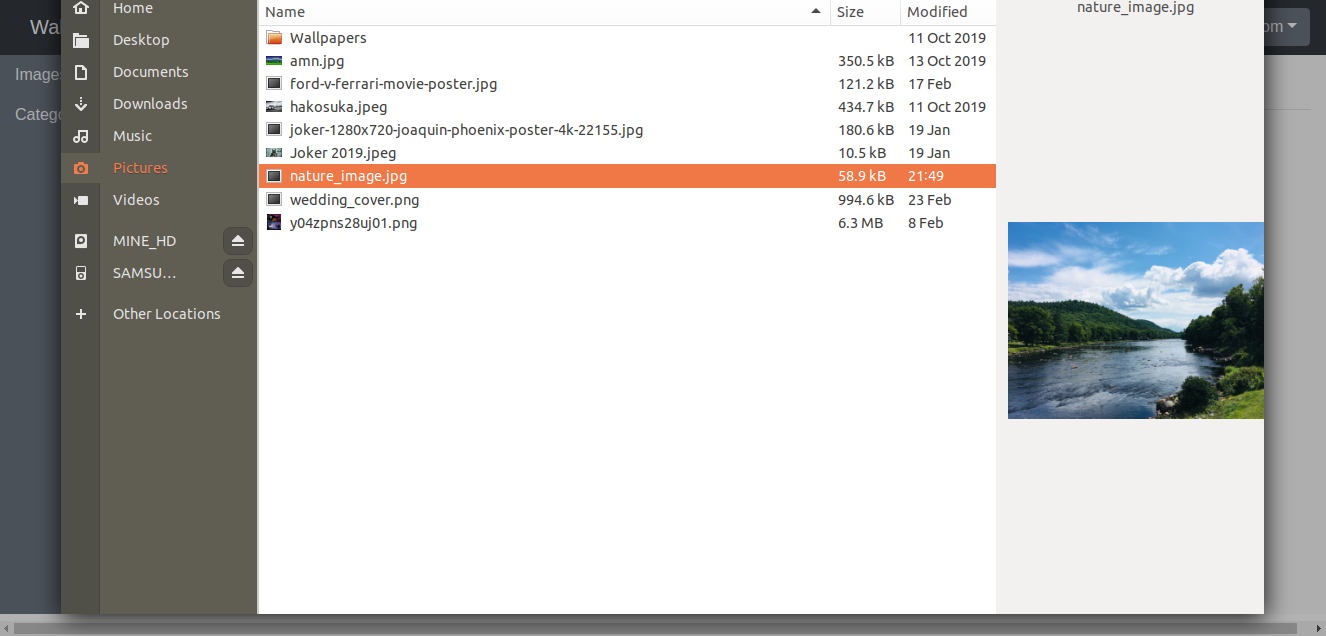 Name Size Modified nature_image.jpg
Home
Desktop
Documents
Downloads
Music
Pictures
Videos
MINE_HD
SAMSU…
Other Locations
Wallpapers 11 Oct 2019
amn.jpg 350.5 kB 13 Oct 2019
ford-v-ferrari-movie-poster.jpg 121.2 kB 17 Feb
hakosuka.jpeg 434.7 kB 11 Oct 2019
joker-1280x720-joaquin-phoenix-poster-4k-22155.jpg 180.6 kB 19 Jan
Joker 2019.jpeg 10.5 kB 19 Jan
nature_image.jpg 58.9 kB 21:49
wedding_cover.png 994.6 kB 23 Feb
y04zpns28uj01.png 6.3 MB 8 Feb
Images